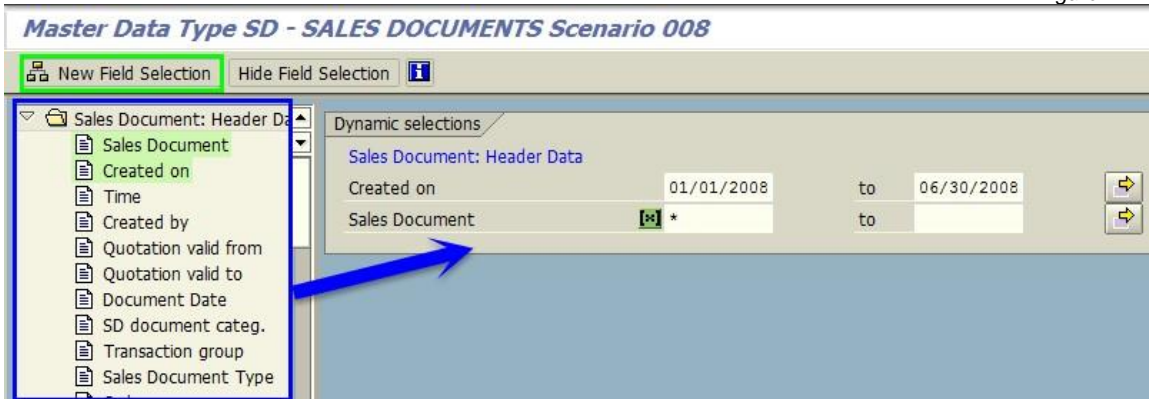 Master Data Type SD - SALES DOCUMENTS Scenario 008
New Field Selection Hide Field Selection
Sales Document: Header Da
Sales Document
Created on
Time
Created by
Quotation valid from
Quotation valid to
Document Date
SD document categ.
Transaction group
Sales Document Type
Dynamic selections
Sales Document: Header Data
Created on 01/01/2008 to 06/30/2008
Sales Document * to